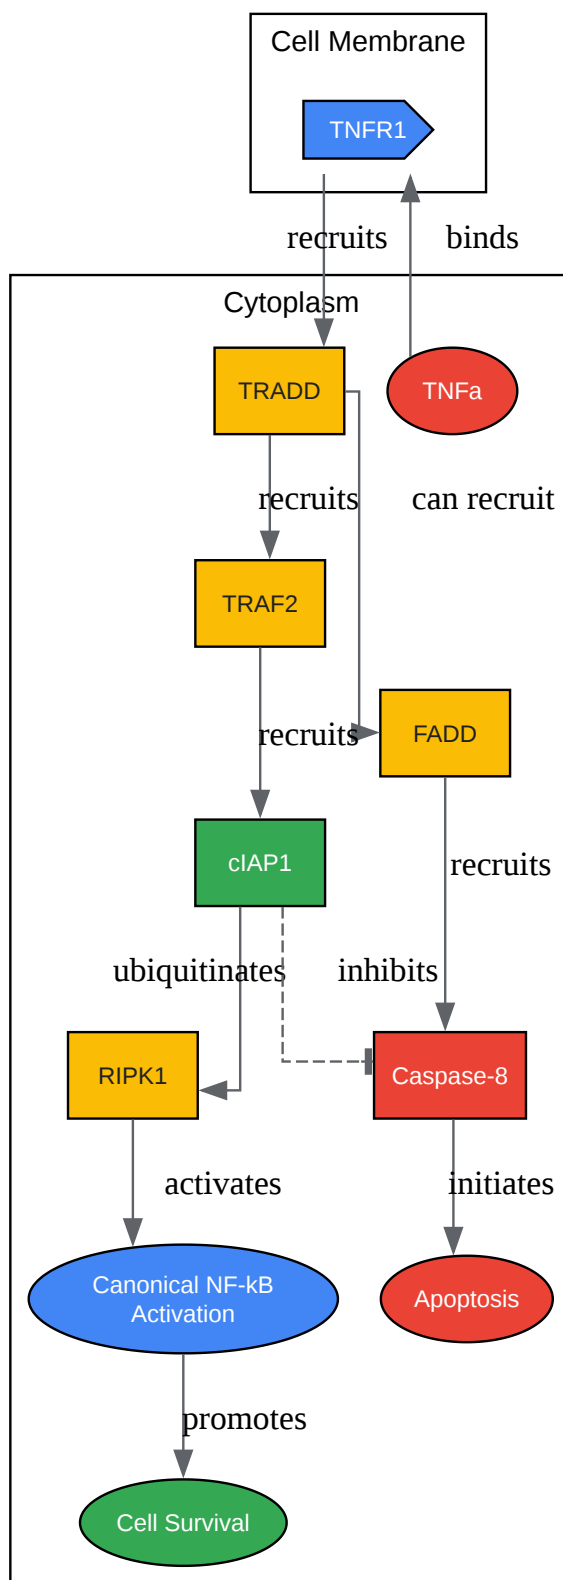 Cell Membrane
TNFR1
recruits
binds
Cytoplasm
TRADD
TNFa
recruits
can recruit
TRAF2
recruits
FADD
cIAP1
recruits
ubiquitinates
inhibits
RIPK1
Caspase-8
activates
initiates
Canonical NF-kB
Activation
Apoptosis
promotes
Cell Survival